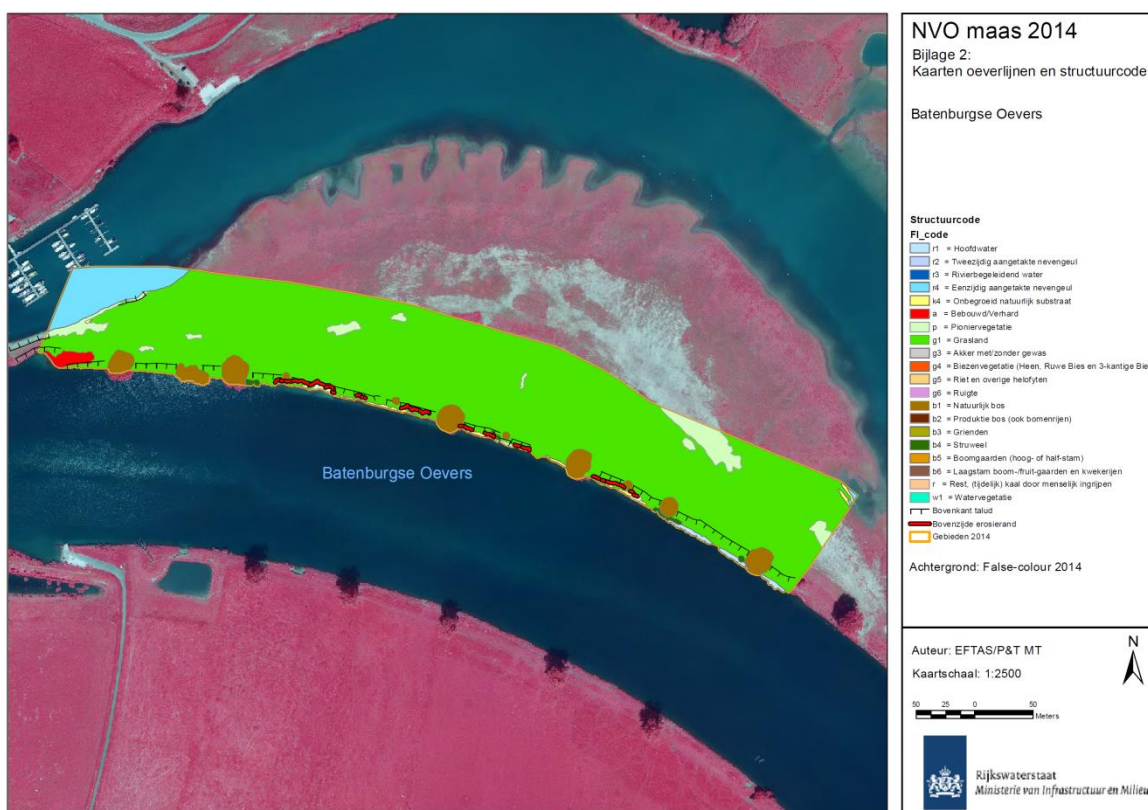 NVO maas 2014
Bijlage 2:
Kaarten oeverlijnen en structuurcode
Batenburgse Oevers
Structuurcode
FI_code
r1 = Hoofdwater
r2 = Tweezijdig aangetakte nevengeul
r3 = Rivierbegeleidend water
r4 = Eenzijdig aangetakte nevengeul
k4 = Onbegroeid natuurlijk substraat
a = Bebouwd/Verhard
p = Pioniervegetatie
g1 = Grasland
g3 = Akker met/zonder gewas
g4 = Biezenvegetatie (Heen, Ruwe Bies en 3-kantige Bie
g5 = Riet en overige helofyten
g6 = Ruigte
b1 = Natuurlijk bos
b2 = Produktie bos (ook bomenrijen)
b3 = Grienden
b4 = Struweel
b5 = Boomgaarden (hoog- of half-stam)
b6 = Laagstam boom-/fruit-gaarden en kwekerijen
r = Rest, (tijdelijk) kaal door menselijk ingrijpen
w1 = Watervegetatie
Bovenkant talud
Bovenzijde erosierand
Gebieden 2014
Achtergrond: False-colour 2014
Batenburgse Oevers
Auteur: EFTAS/P&T MT
Kaartschaal: 1:2500
N
50 25 0 50
Meters
Rijkswaterstaat
Ministerie van Infrastructuur en Milieu